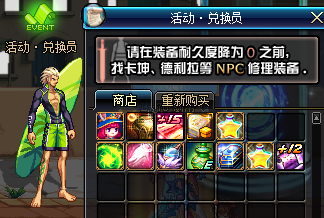 EVENT
活动·兑换员
活动·兑换员
请在装备耐久度降为 0 之前,
找卡坤、德利拉等 NPC 修理装备.
商店
重新购买
+15
+12